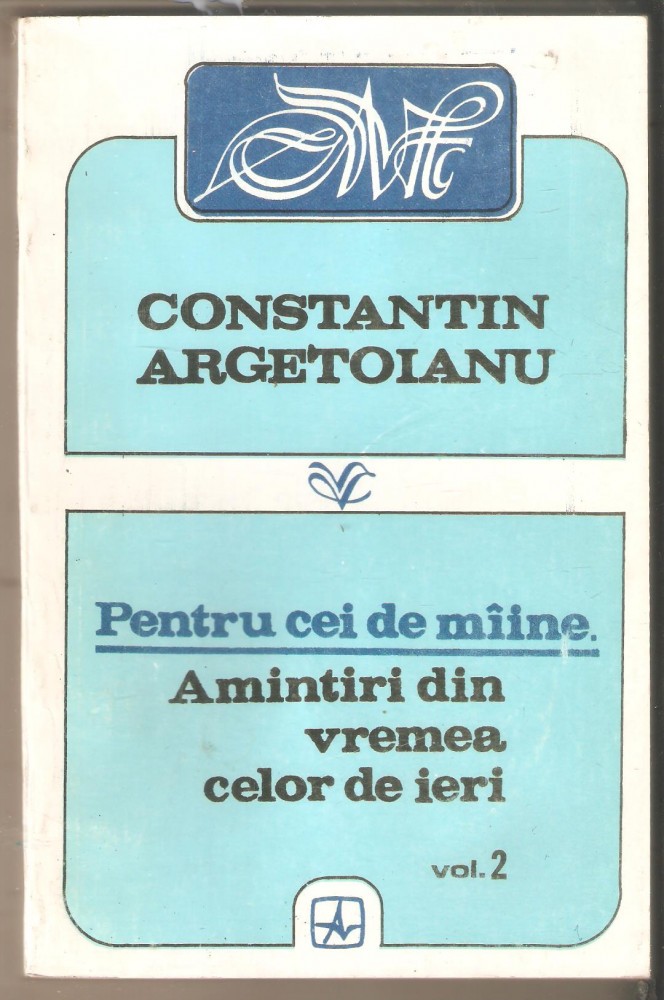 CONSTANTIN
ARGETOIANU
Pentru cei de mîine.
Amintiri din
vremea
celor de ieri
vol. 2